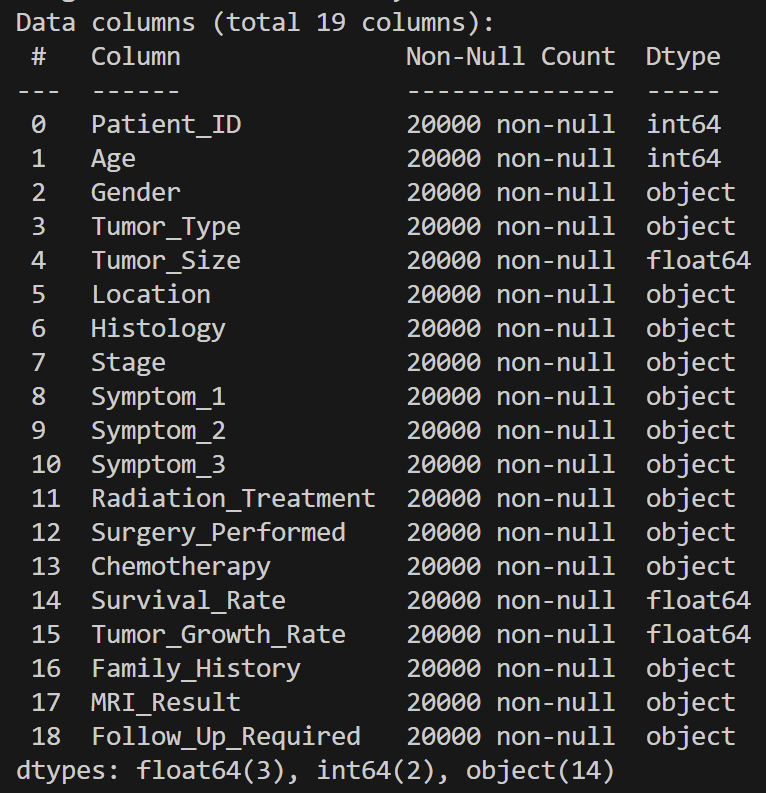 Data columns (total 19 columns):
 #   Column               Non-Null Count  Dtype
---  ------               --------------  -----
 0   Patient_ID           20000 non-null  int64
 1   Age                  20000 non-null  int64
 2   Gender               20000 non-null  object
 3   Tumor_Type           20000 non-null  object
 4   Tumor_Size           20000 non-null  float64
 5   Location             20000 non-null  object
 6   Histology            20000 non-null  object
 7   Stage                20000 non-null  object
 8   Symptom_1            20000 non-null  object
 9   Symptom_2            20000 non-null  object
 10  Symptom_3            20000 non-null  object
 11  Radiation_Treatment  20000 non-null  object
 12  Surgery_Performed    20000 non-null  object
 13  Chemotherapy         20000 non-null  object
 14  Survival_Rate        20000 non-null  float64
 15  Tumor_Growth_Rate    20000 non-null  float64
 16  Family_History       20000 non-null  object
 17  MRI_Result           20000 non-null  object
 18  Follow_Up_Required   20000 non-null  object
dtypes: float64(3), int64(2), object(14)